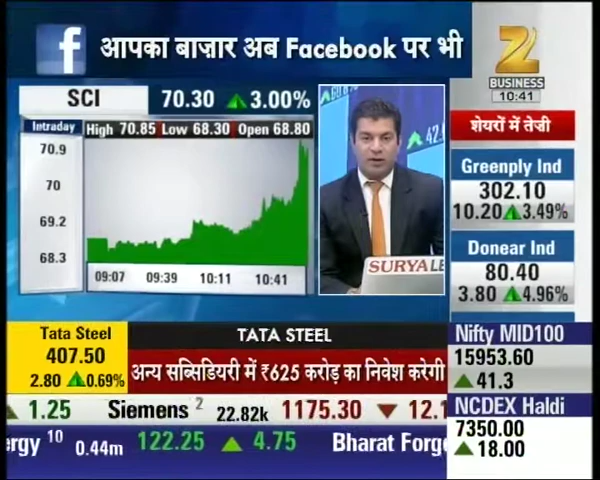 f आपका बाज़ार अब Facebook पर भी
Z
BUSINESS
10:41
SCI 70.30 3.00%
Intraday High 70.85 Low 68.30 Open 68.80
70.9
70
69.2
68.3
09:07 09:39 10:11 10:41
42.
SURYA LE
शेयरों में तेजी
Greenply Ind
302.10
10.20 3.49%
Donear Ind
80.40
3.80 4.96%
Tata Steel
407.50
2.80 0.69%
TATA STEEL
अन्य सब्सिडियरी में ₹625 करोड़ का निवेश करेगी
Nifty MID100
15953.60
41.3
1.25 Siemens 2 22.82k 1175.30 12.1
NCDEX Haldi
7350.00
18.00
ergy 10 0.44m 122.25 4.75 Bharat Forge